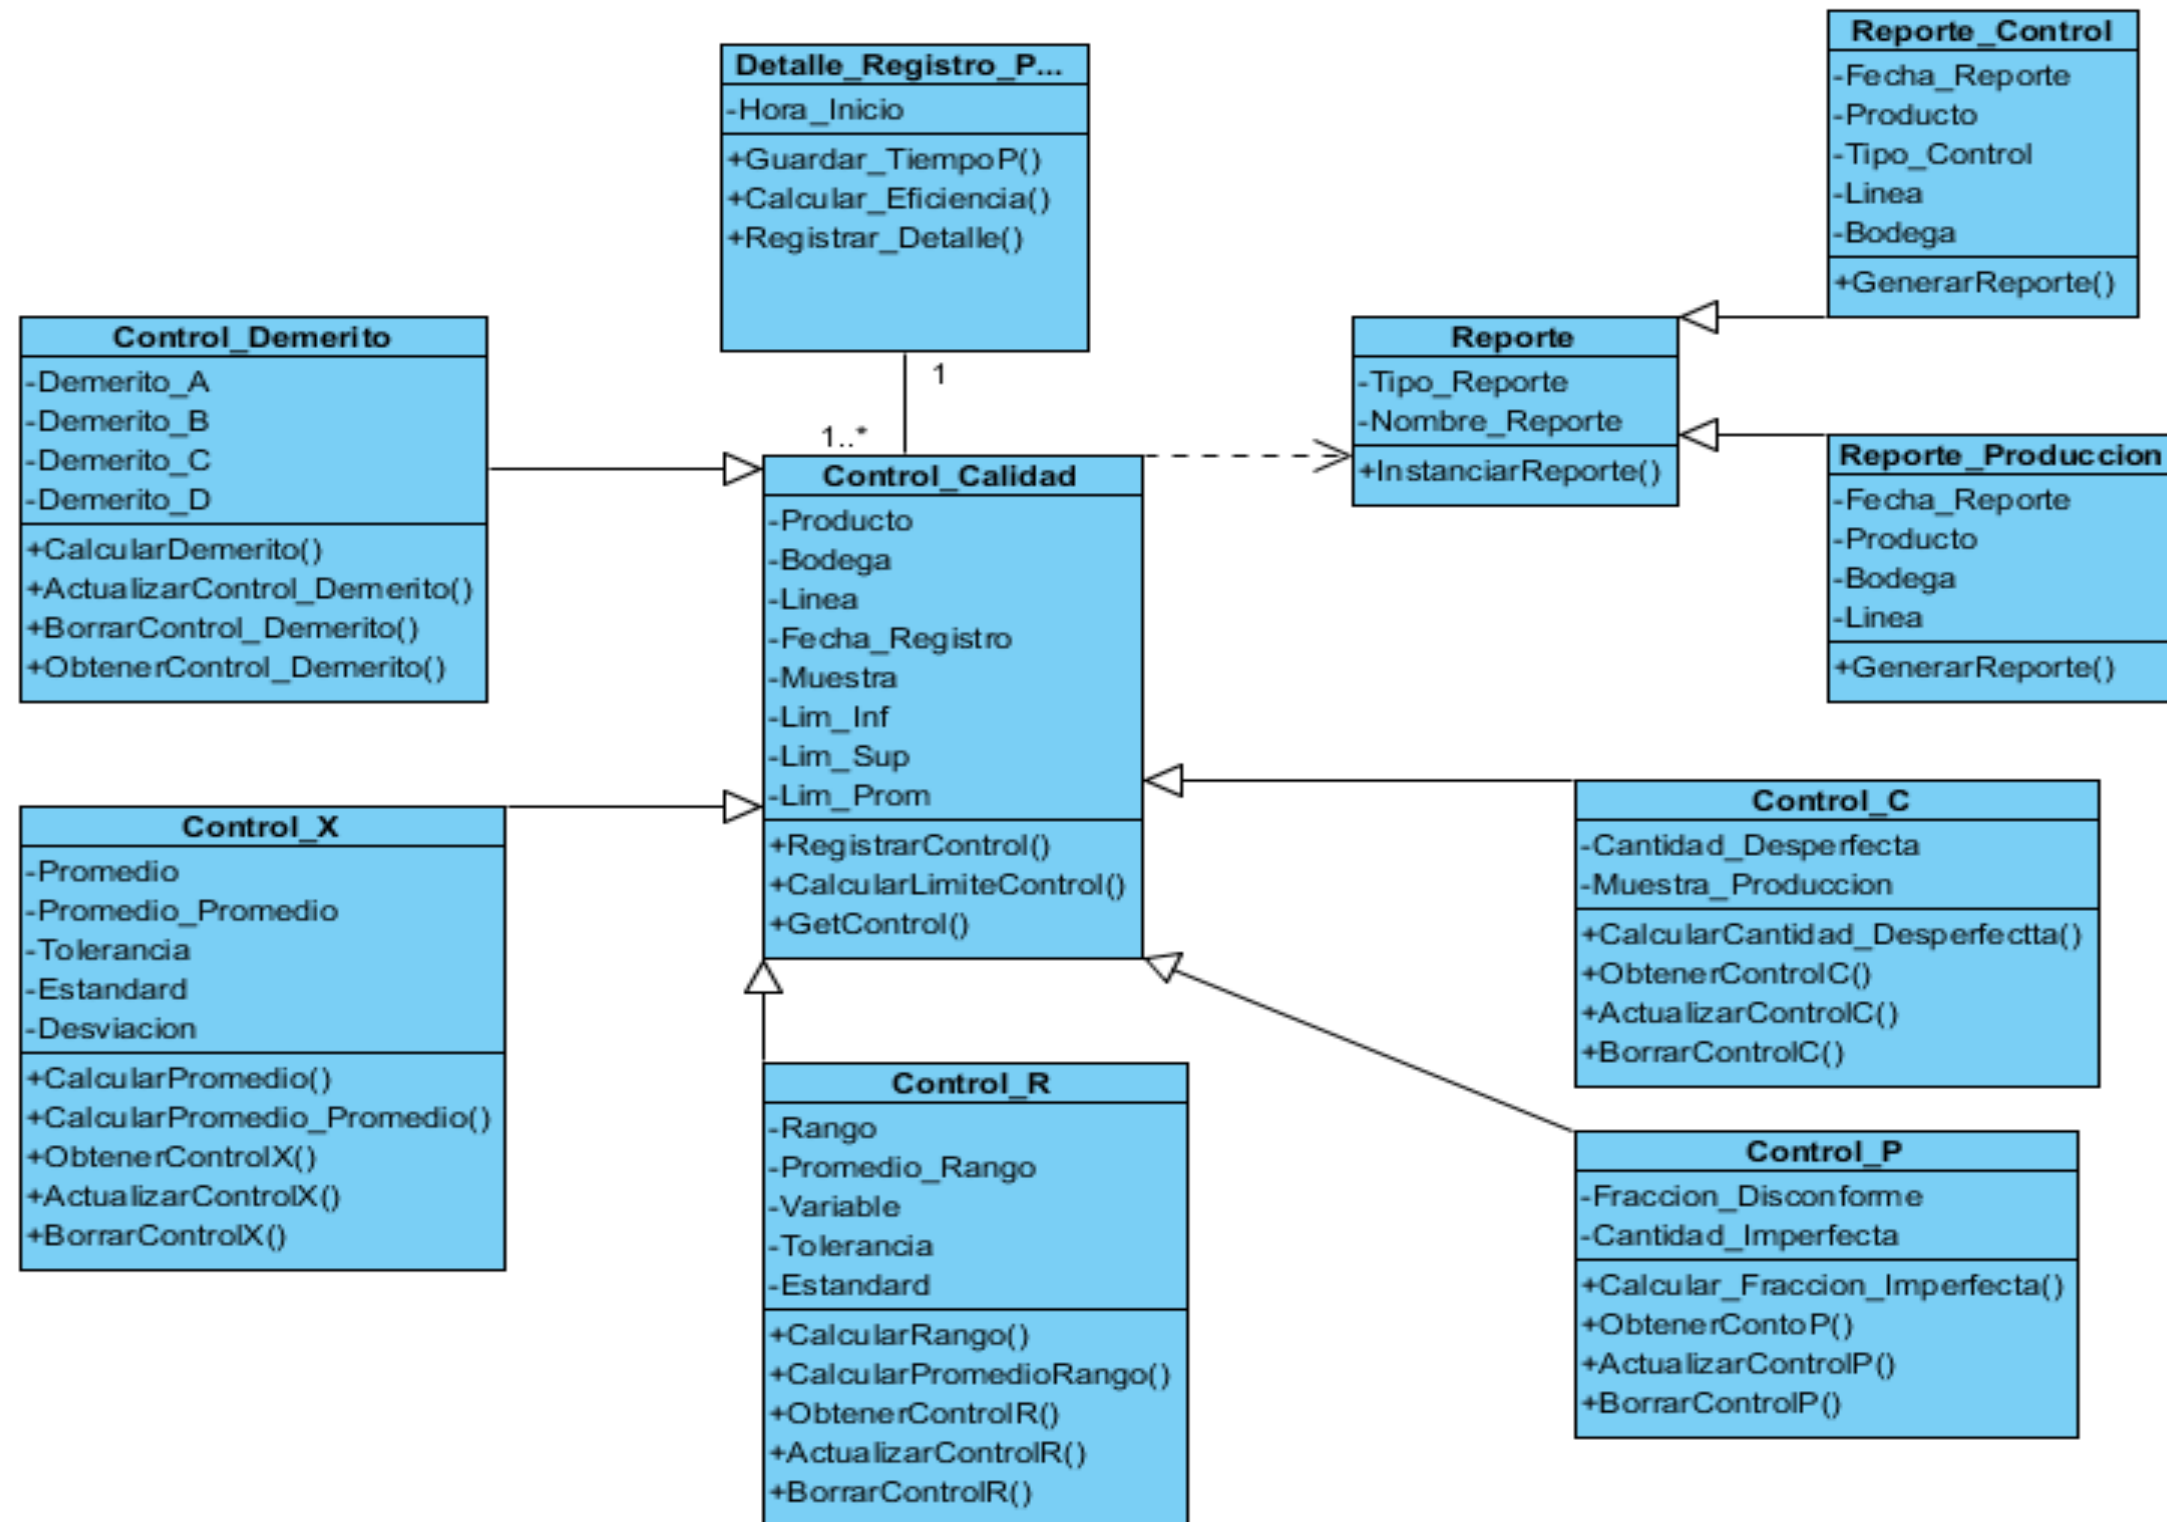 Detalle_Registro_P...
-Hora_Inicio
+Guardar_TiempoP()
+Calcular_Eficiencia()
+Registrar_Detalle()
1
1..*
Reporte_Control
-Fecha_Reporte
-Producto
-Tipo_Control
-Linea
-Bodega
+GenerarReporte()
Control_Demerito
-Demerito_A
-Demerito_B
-Demerito_C
-Demerito_D
+CalcularDemerito()
+ActualizarControl_Demerito()
+BorrarControl_Demerito()
+ObtenerControl_Demerito()
Reporte
-Tipo_Reporte
-Nombre_Reporte
+InstanciarReporte()
Reporte_Produccion
-Fecha_Reporte
-Producto
-Bodega
-Linea
+GenerarReporte()
Control_Calidad
-Producto
-Bodega
-Linea
-Fecha_Registro
-Muestra
-Lim_Inf
-Lim_Sup
-Lim_Prom
+RegistrarControl()
+CalcularLimiteControl()
+GetControl()
Control_X
-Promedio
-Promedio_Promedio
-Tolerancia
-Estandard
-Desviacion
+CalcularPromedio()
+CalcularPromedio_Promedio()
+ObtenerControlX()
+ActualizarControlX()
+BorrarControlX()
Control_C
-Cantidad_Desperfecta
-Muestra_Produccion
+CalcularCantidad_Desperfectta()
+ObtenerControlC()
+ActualizarControlC()
+BorrarControlC()
Control_R
-Rango
-Promedio_Rango
-Variable
-Tolerancia
-Estandard
+CalcularRango()
+CalcularPromedioRango()
+ObtenerControlR()
+ActualizarControlR()
+BorrarControlR()
Control_P
-Fraccion_Disconforme
-Cantidad_Imperfecta
+Calcular_Fraccion_Imperfecta()
+ObtenerContoP()
+ActualizarControlP()
+BorrarControlP()